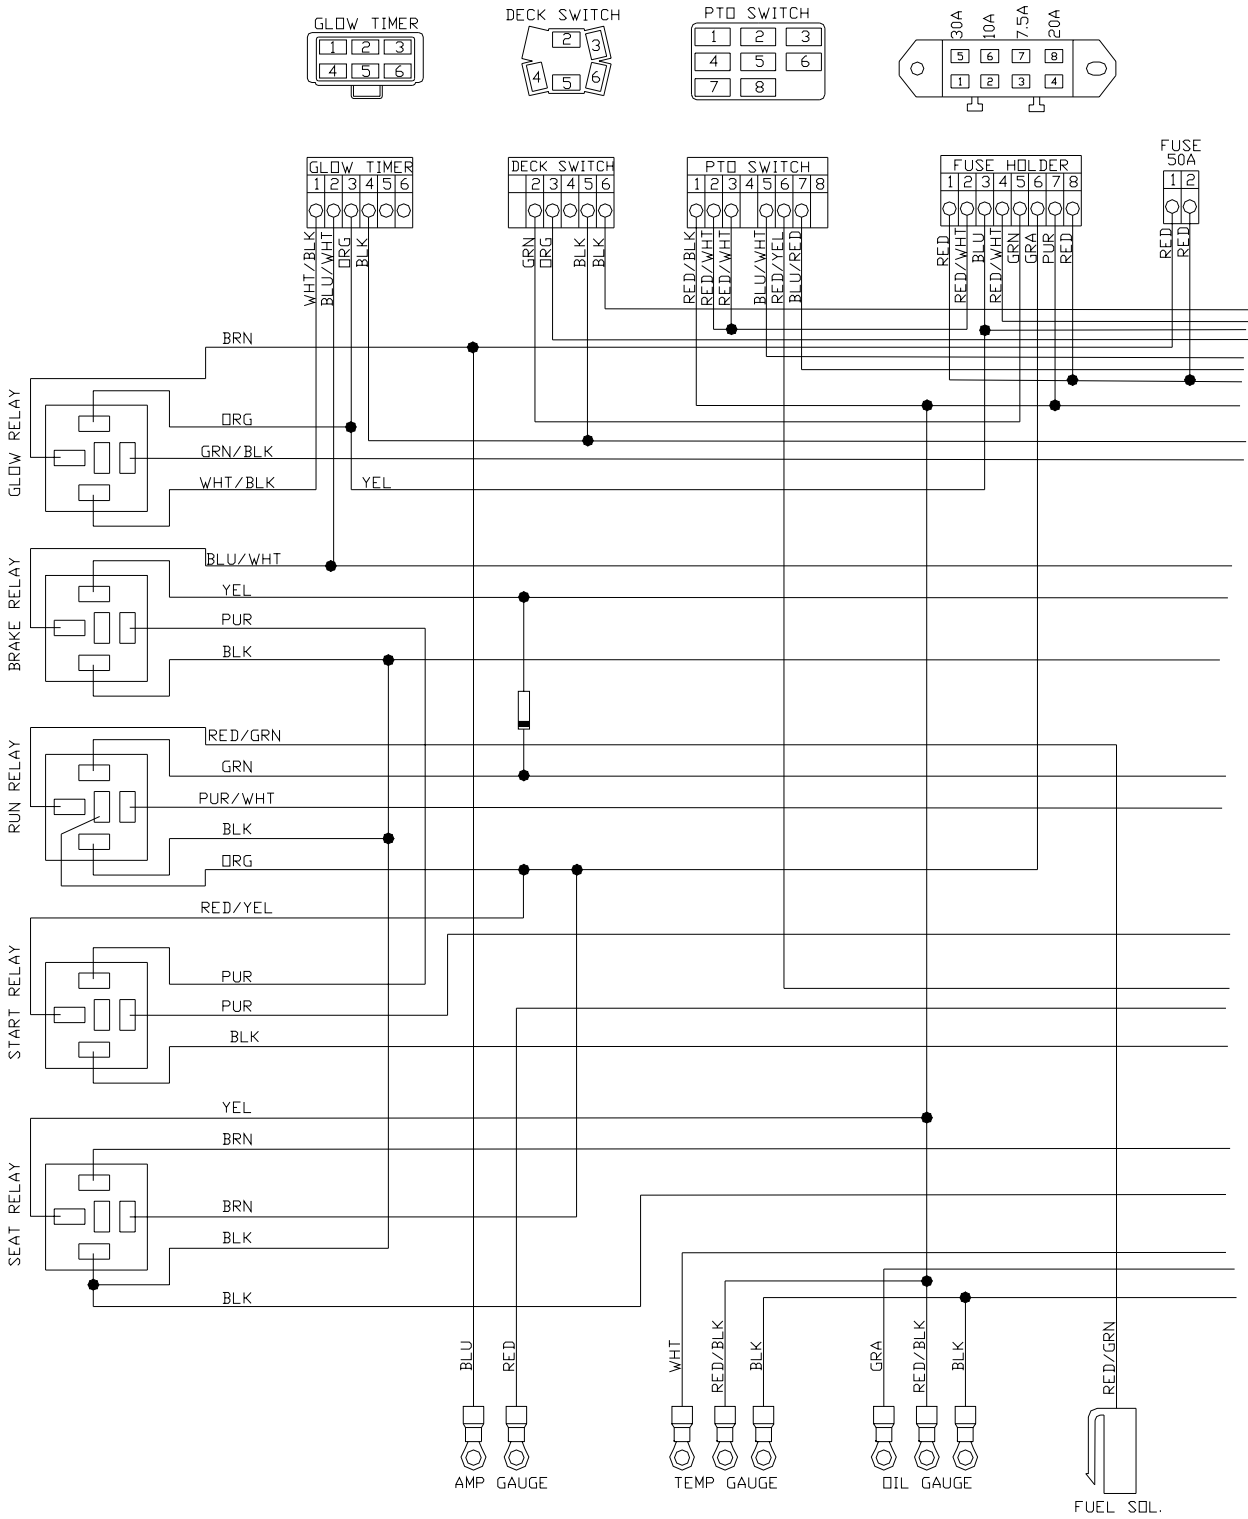 GLOW TIMER
1 2 3
4 5 6
DECK SWITCH
2 3
4 5 6
PTO SWITCH
1 2 3
4 5 6
7 8
30A 10A 7.5A 20A
5 6 7 8
1 2 3 4
GLOW TIMER
1 2 3 4 5 6
WHT/BLK
BLU/WHT
ORG
BLK
DECK SWITCH
2 3 4 5 6
GRN
ORG
BLK
BLK
PTO SWITCH
1 2 3 4 5 6 7 8
RED/BLK
RED/WHT
RED/WHT
BLU/WHT
RED/YEL
BLU/RED
FUSE HOLDER
1 2 3 4 5 6 7 8
RED
RED/WHT
BLU
RED/WHT
GRN
GRA
PUR
RED
FUSE
50A
1 2
RED
RED
GLOW RELAY
BRN
ORG
GRN/BLK
WHT/BLK
YEL
BRAKE RELAY
BLU/WHT
YEL
PUR
BLK
RUN RELAY
RED/GRN
GRN
PUR/WHT
BLK
ORG
START RELAY
RED/YEL
PUR
PUR
BLK
SEAT RELAY
YEL
BRN
BRN
BLK
BLK
BLU
RED
AMP GAUGE
WHT
RED/BLK
BLK
TEMP GAUGE
GRA
RED/BLK
BLK
OIL GAUGE
RED/GRN
FUEL SOL.